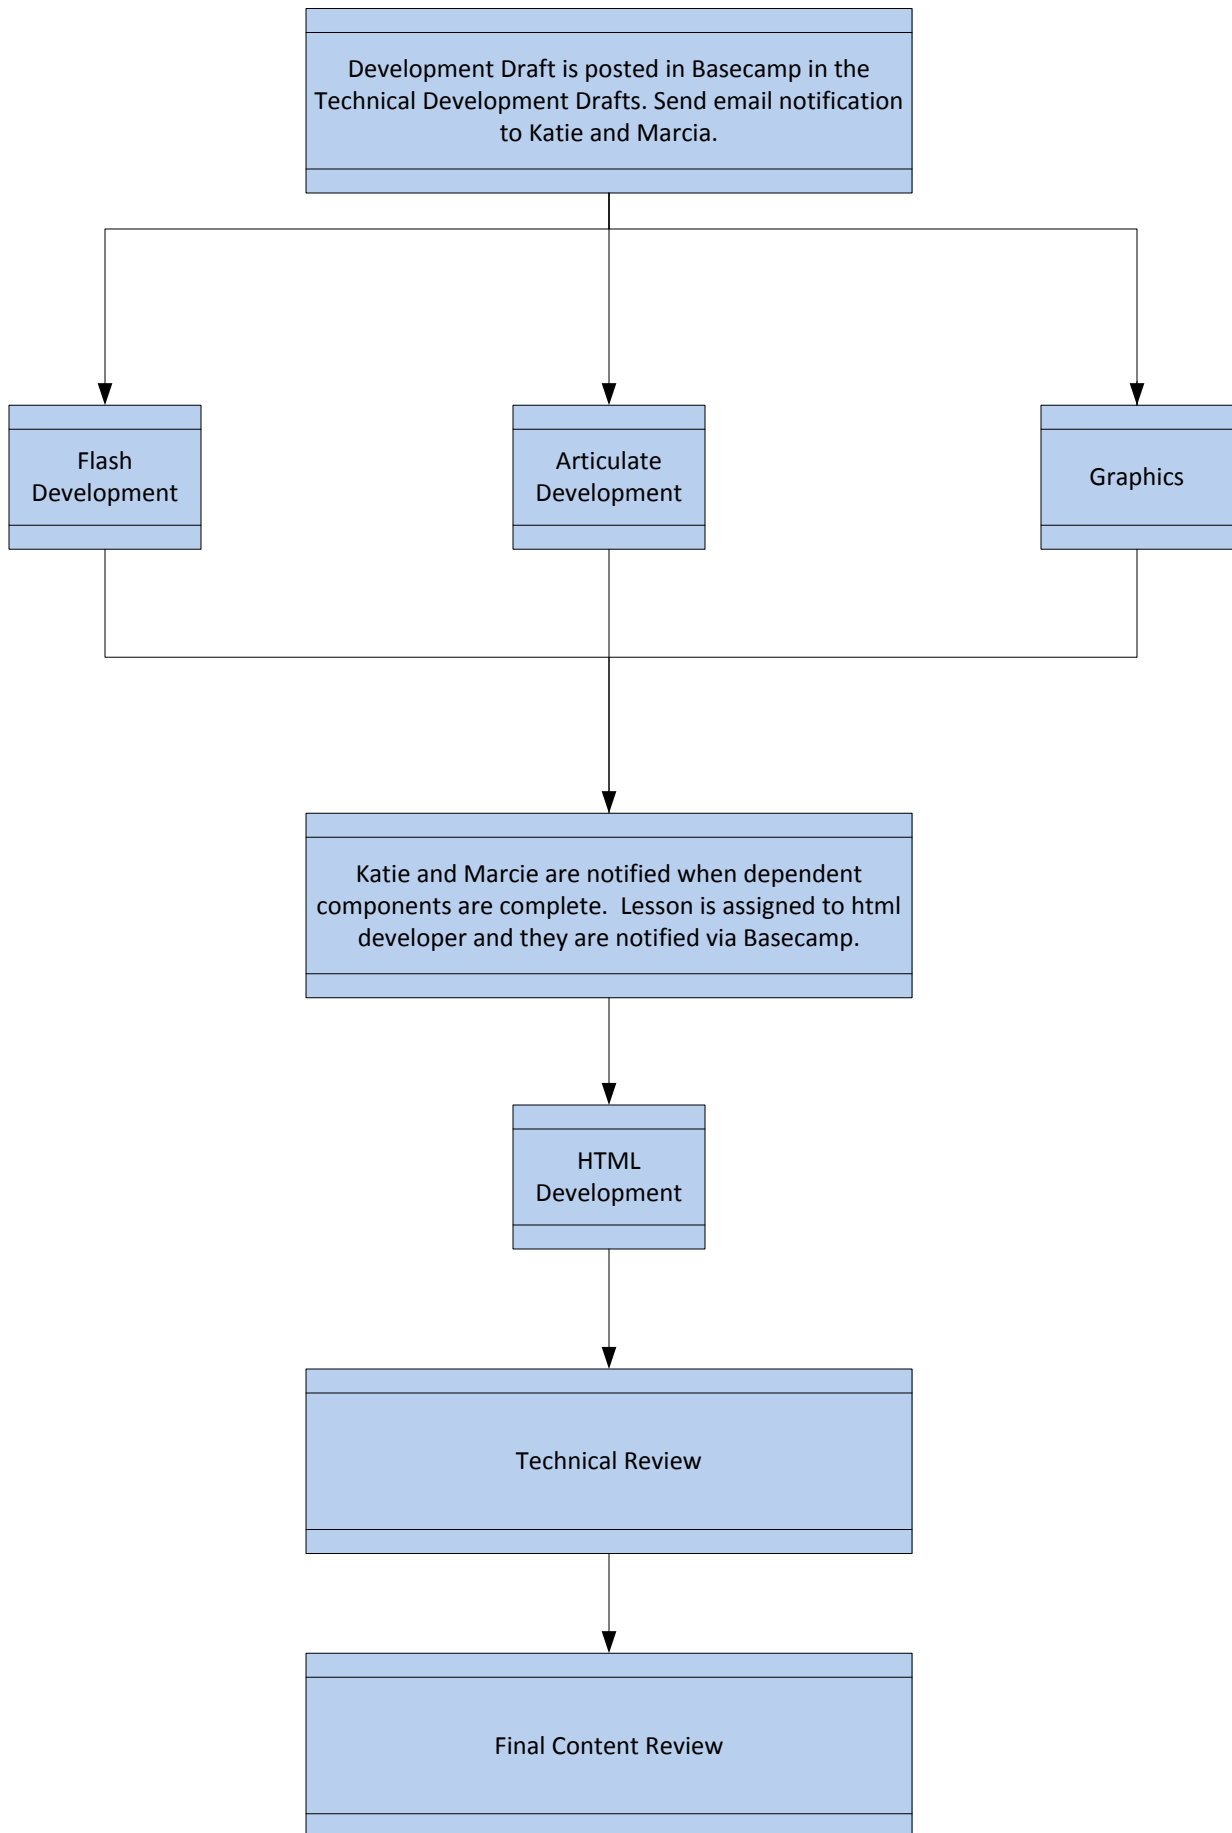 Development Draft is posted in Basecamp in the
Technical Development Drafts. Send email notification
to Katie and Marcia.
Flash
Development
Articulate
Development
Graphics
Katie and Marcie are notified when dependent
components are complete.  Lesson is assigned to html
developer and they are notified via Basecamp.
HTML
Development
Technical Review
Final Content Review